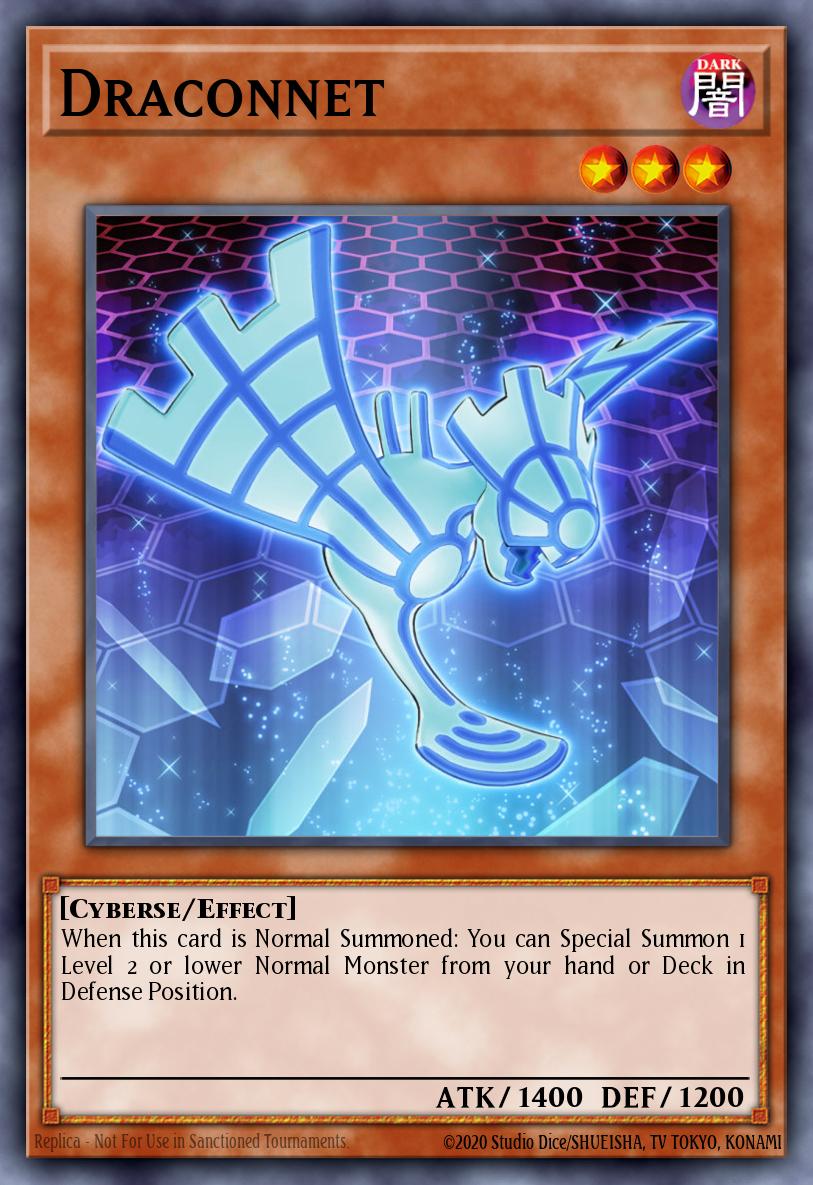 Draconnet
DARK
闇
[Cyberse/Effect]
When this card is Normal Summoned: You can Special Summon 1
Level 2 or lower Normal Monster from your hand or Deck in
Defense Position.
ATK/1400 DEF/1200
Replica - Not For Use in Sanctioned Tournaments.
©2020 Studio Dice/SHUEISHA, TV TOKYO, KONAMI